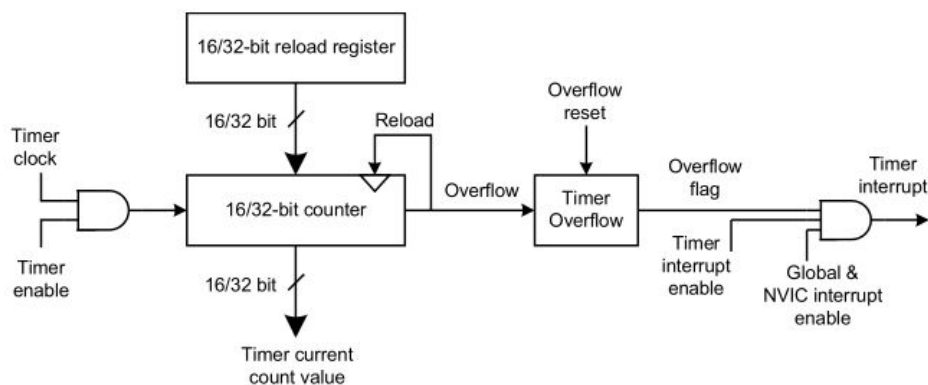 16/32-bit reload register
16/32 bit
Reload
Timer
clock
Timer
enable
16/32-bit counter
Overflow
Overflow
reset
Timer
Overflow
Overflow
flag
Timer
interrupt
Timer
interrupt
enable
Global &
NVIC interrupt
enable
16/32 bit
Timer current
count value